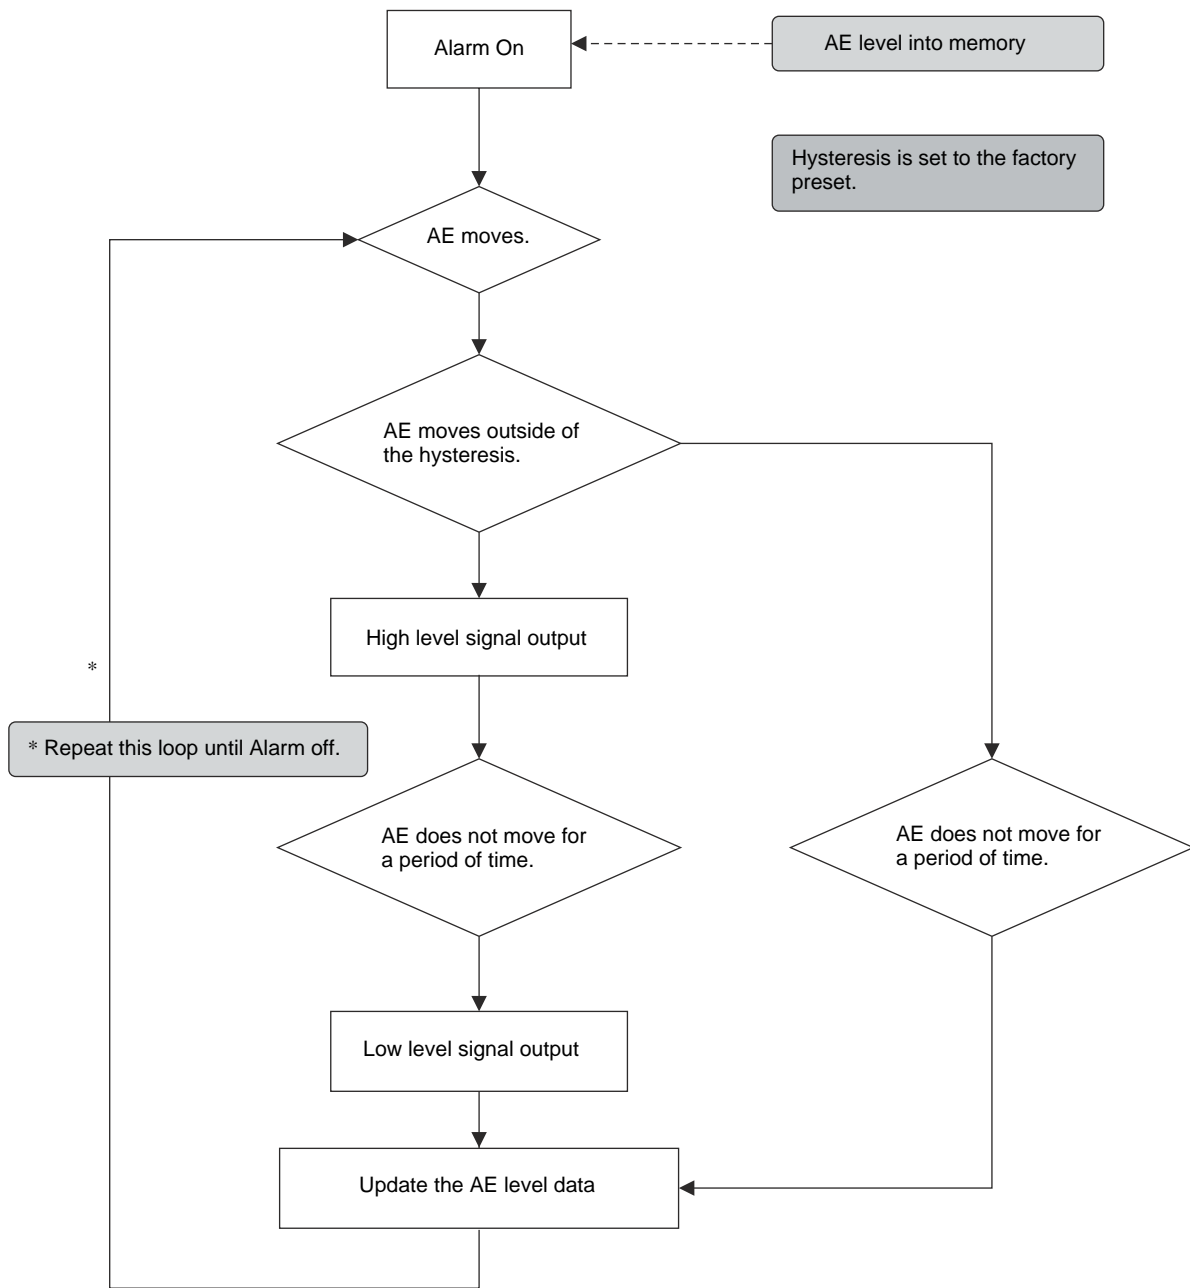 Alarm On
AE level into memory
Hysteresis is set to the factory
preset.
AE moves.
AE moves outside of
the hysteresis.
High level signal output
*
* Repeat this loop until Alarm off.
AE does not move for
a period of time.
AE does not move for
a period of time.
Low level signal output
Update the AE level data